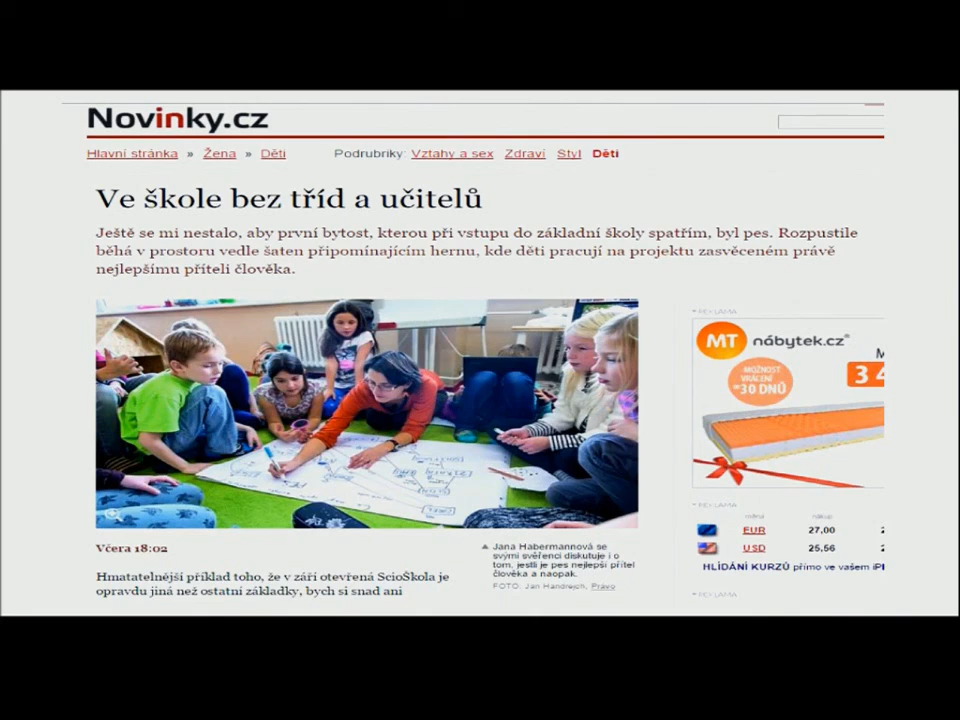 Novinky.cz
Hlavní stránka » Žena » Děti Podrubriky: Vztahy a sex Zdraví Styl Děti
Ve škole bez tříd a učitelů
Ještě se mi nestalo, aby první bytost, kterou při vstupu do základní školy spatřím, byl pes. Rozpustile
běhá v prostoru vedle šaten připomínajícím hernu, kde děti pracují na projektu zasvěceném právě
nejlepšímu příteli člověka.
REKLAMA
MT nábytek.cz
MOŽNOST
VRÁCENÍ
30 DNŮ
34
REKLAMA
měna nákup
EUR 27,00
USD 25,56
HLÍDÁNÍ KURZŮ přímo ve vašem iP
REKLAMA
Včera 18:02
Jana Habermannová se
svými svěřenci diskutuje i o
tom, jestli je pes nejlepší přítel
člověka a naopak.
FOTO: Jan Handrejch, Právo
Hmatatelnější příklad toho, že v září otevřená ScioŠkola je
opravdu jiná než ostatní základky, bych si snad ani